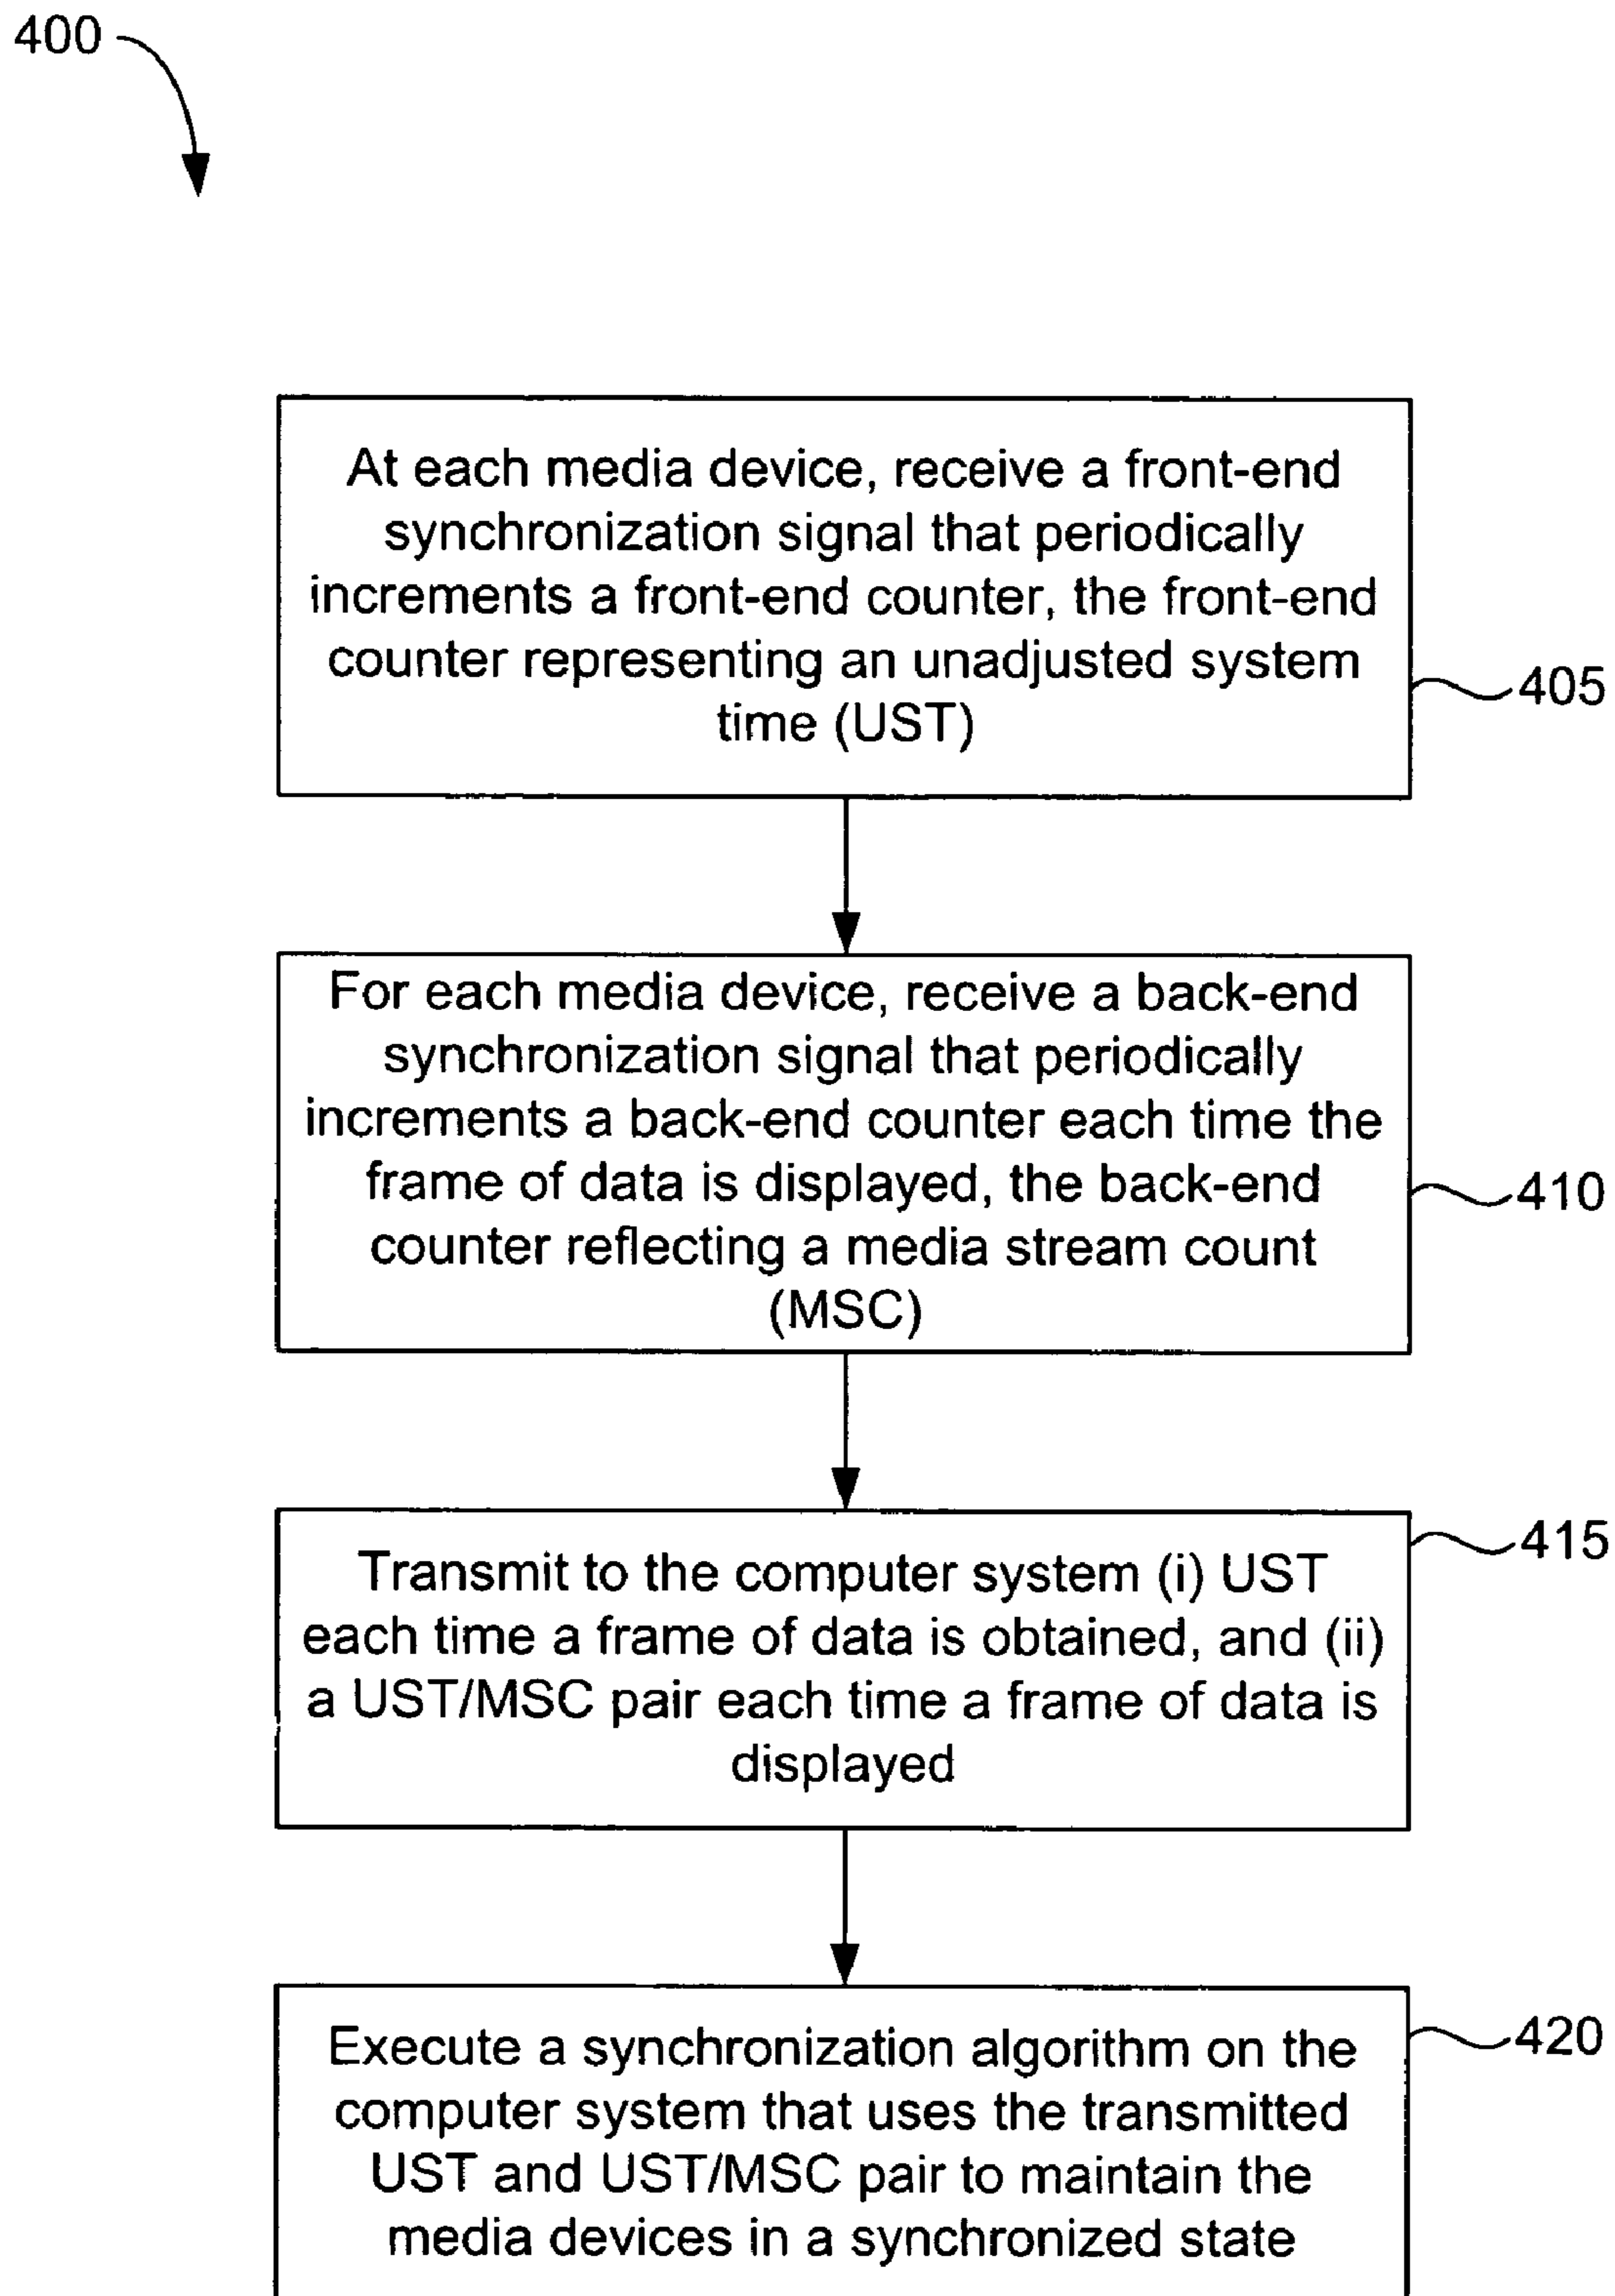 400
At each media device, receive a front-end
synchronization signal that periodically
increments a front-end counter, the front-end
counter representing an unadjusted system
time (UST)
405
For each media device, receive a back-end
synchronization signal that periodically
increments a back-end counter each time the
frame of data is displayed, the back-end
counter reflecting a media stream count
(MSC)
410
Transmit to the computer system (i) UST
each time a frame of data is obtained, and (ii)
a UST/MSC pair each time a frame of data is
displayed
415
Execute a synchronization algorithm on the
computer system that uses the transmitted
UST and UST/MSC pair to maintain the
media devices in a synchronized state
420